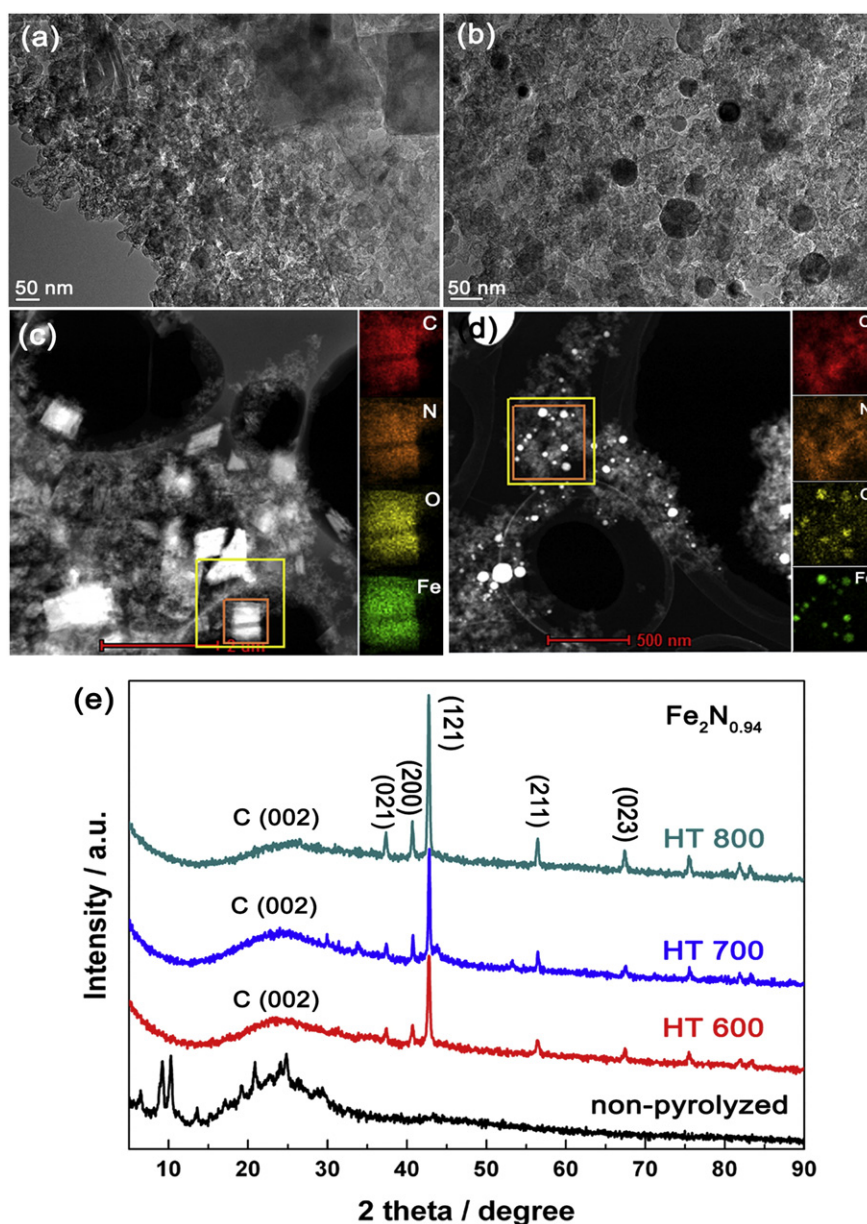 (a)
50 nm
(b)
50 nm
(c)
C
N
O
Fe
(d)
500 nm
(e)
Fe₂N₀.₉₄
(121)
(200)
(021)
(211)
(023)
C (002)
HT 800
C (002)
HT 700
C (002)
HT 600
non-pyrolyzed
Intensity / a.u.
10 20 30 40 50 60 70 80 90
2 theta / degree